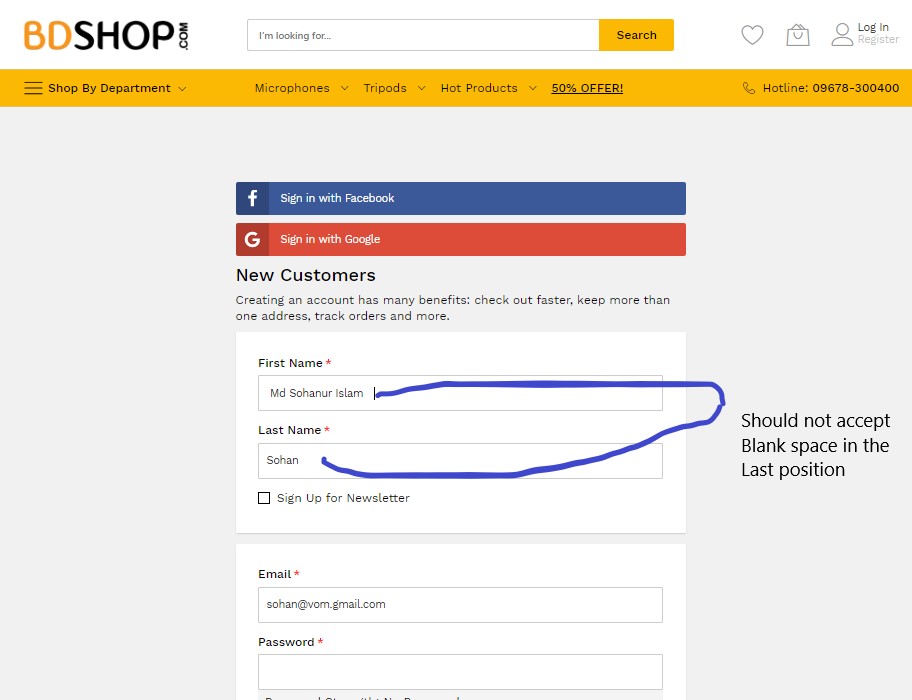 BDSHOP.COM
I'm looking for...
Search
Log In
Register
Shop By Department
Microphones
Tripods
Hot Products
50% OFFER!
Hotline: 09678-300400
Sign in with Facebook
Sign in with Google
New Customers
Creating an account has many benefits: check out faster, keep more than
one address, track orders and more.
First Name *
Md Sohanur Islam
Last Name *
Sohan
Should not accept
Blank space in the
Last position
Sign Up for Newsletter
Email *
sohan@vom.gmail.com
Password *